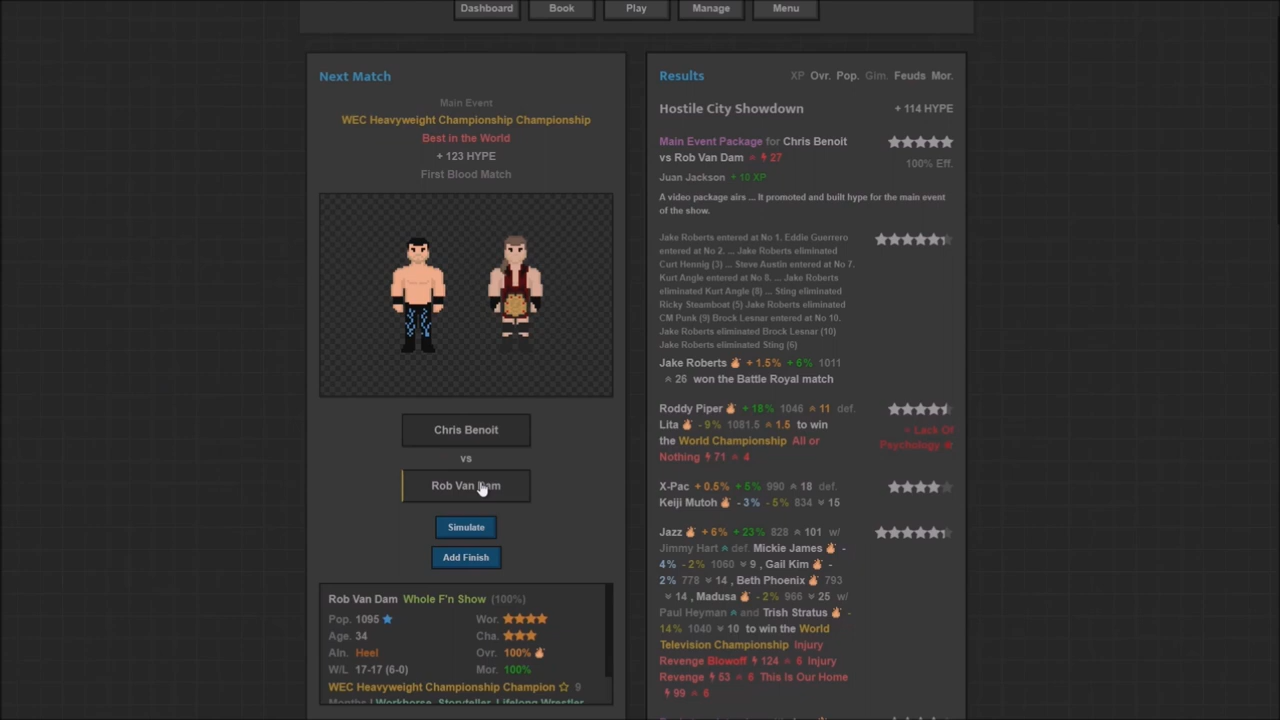 Dashboard
Book
Play
Manage
Menu
Next Match
Main Event
WEC Heavyweight Championship Championship
Best in the World
+ 123 HYPE
First Blood Match
Chris Benoit
vs
Rob Van Dam
Simulate
Add Finish
Rob Van Dam Whole F'n Show (100%)
Pop. 1095 Wor.
Age. 34 Cha.
Aln. Heel Ovr. 100%
W/L 17-17 (6-0) Mor. 100%
WEC Heavyweight Championship Champion 9
Months | Workhorse, Storyteller, Lifelong Wrestler
Results XP Ovr. Pop. Gim. Feuds Mor.
Hostile City Showdown + 114 HYPE
Main Event Package for Chris Benoit
vs Rob Van Dam 27
100% Eff.
Juan Jackson + 10 XP
A video package airs ... It promoted and built hype for the main event
of the show.
Jake Roberts entered at No 1. Eddie Guerrero
entered at No 2. ... Jake Roberts eliminated
Curt Hennig (3) ... Steve Austin entered at No 7.
Kurt Angle entered at No 8. ... Jake Roberts
eliminated Kurt Angle (8) ... Sting eliminated
Ricky Steamboat (5) Jake Roberts eliminated
CM Punk (9) Brock Lesnar entered at No 10.
Jake Roberts eliminated Brock Lesnar (10)
Jake Roberts eliminated Sting (6)
Jake Roberts + 1.5% + 6% 1011
26 won the Battle Royal match
Roddy Piper + 18% 1046 11 def.
Lita - 9% 1081.5 1.5 to win
the World Championship All or
Nothing 71 4
+ Lack Of
Psychology
X-Pac + 0.5% + 5% 990 18 def.
Keiji Mutoh - 3% - 5% 834 15
Jazz + 6% + 23% 828 101 w/
Jimmy Hart def. Mickie James -
4% - 2% 1060 9 , Gail Kim -
2% 778 14 , Beth Phoenix 793
14 , Madusa - 2% 966 25 w/
Paul Heyman and Trish Stratus -
14% 1040 10 to win the World
Television Championship Injury
Revenge Blowoff 124 6 Injury
Revenge 53 6 This Is Our Home
99 6